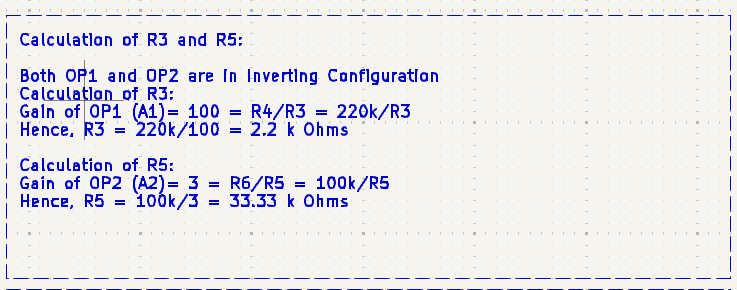 Calculation of R3 and R5:
Both OP1 and OP2 are in Inverting Configuration
Calculation of R3:
Gain of OP1 (A1)= 100 = R4/R3 = 220k/R3
Hence, R3 = 220k/100 = 2.2 k Ohms
Calculation of R5:
Gain of OP2 (A2)= 3 = R6/R5 = 100k/R5
Hence, R5 = 100k/3 = 33.33 k Ohms